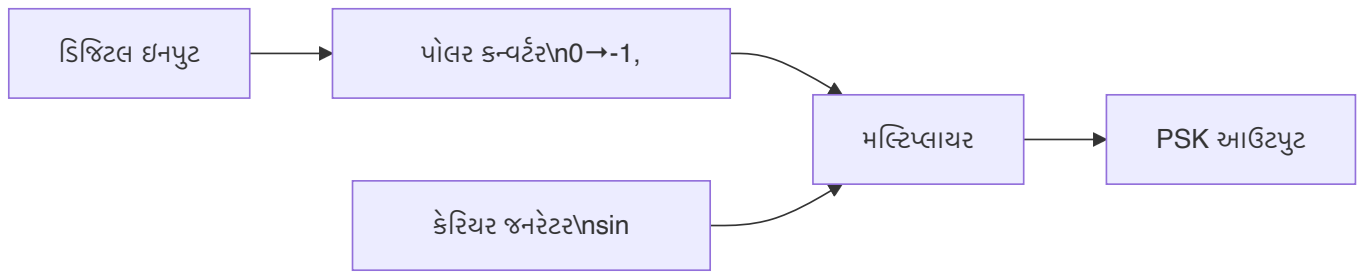 ડિજિટલ ઇનપુટ
પોલર કન્વર્ટર\n0→-1,
મલ્ટિપ્લાયર
PSK આઉટપુટ
કેરિયર જનરેટર\nsin